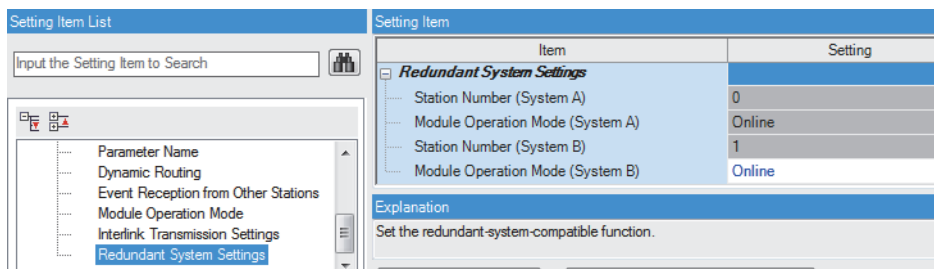 Setting Item List
Input the Setting Item to Search
Parameter Name
Dynamic Routing
Event Reception from Other Stations
Module Operation Mode
Interlink Transmission Settings
Redundant System Settings
Setting Item
Item Setting
Redundant System Settings
Station Number (System A) 0
Module Operation Mode (System A) Online
Station Number (System B) 1
Module Operation Mode (System B) Online
Explanation
Set the redundant-system-compatible function.